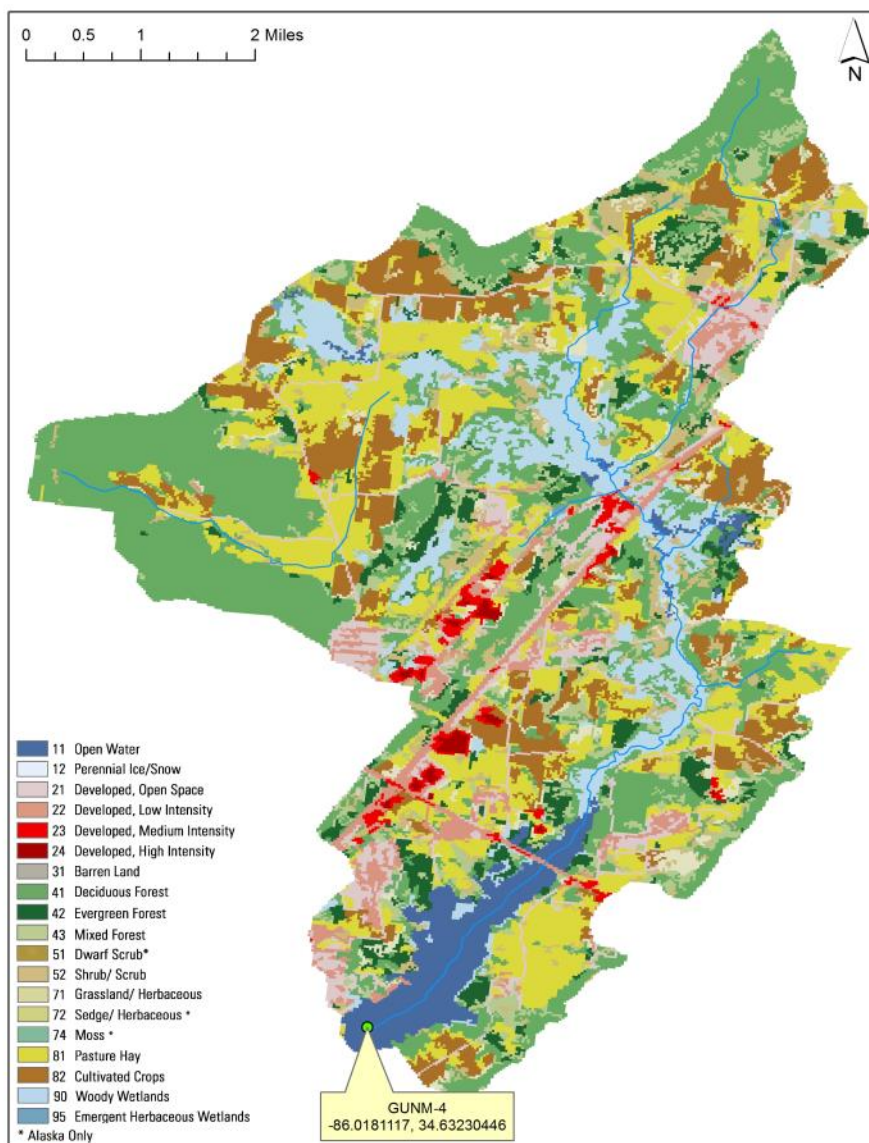 0 0.5 1 2 Miles
N
11 Open Water
12 Perennial Ice/Snow
21 Developed, Open Space
22 Developed, Low Intensity
23 Developed, Medium Intensity
24 Developed, High Intensity
31 Barren Land
41 Deciduous Forest
42 Evergreen Forest
43 Mixed Forest
51 Dwarf Scrub*
52 Shrub/ Scrub
71 Grassland/ Herbaceous
72 Sedge/ Herbaceous *
74 Moss *
81 Pasture Hay
82 Cultivated Crops
90 Woody Wetlands
95 Emergent Herbaceous Wetlands
* Alaska Only
GUNM-4
-86.0181117, 34.63230446